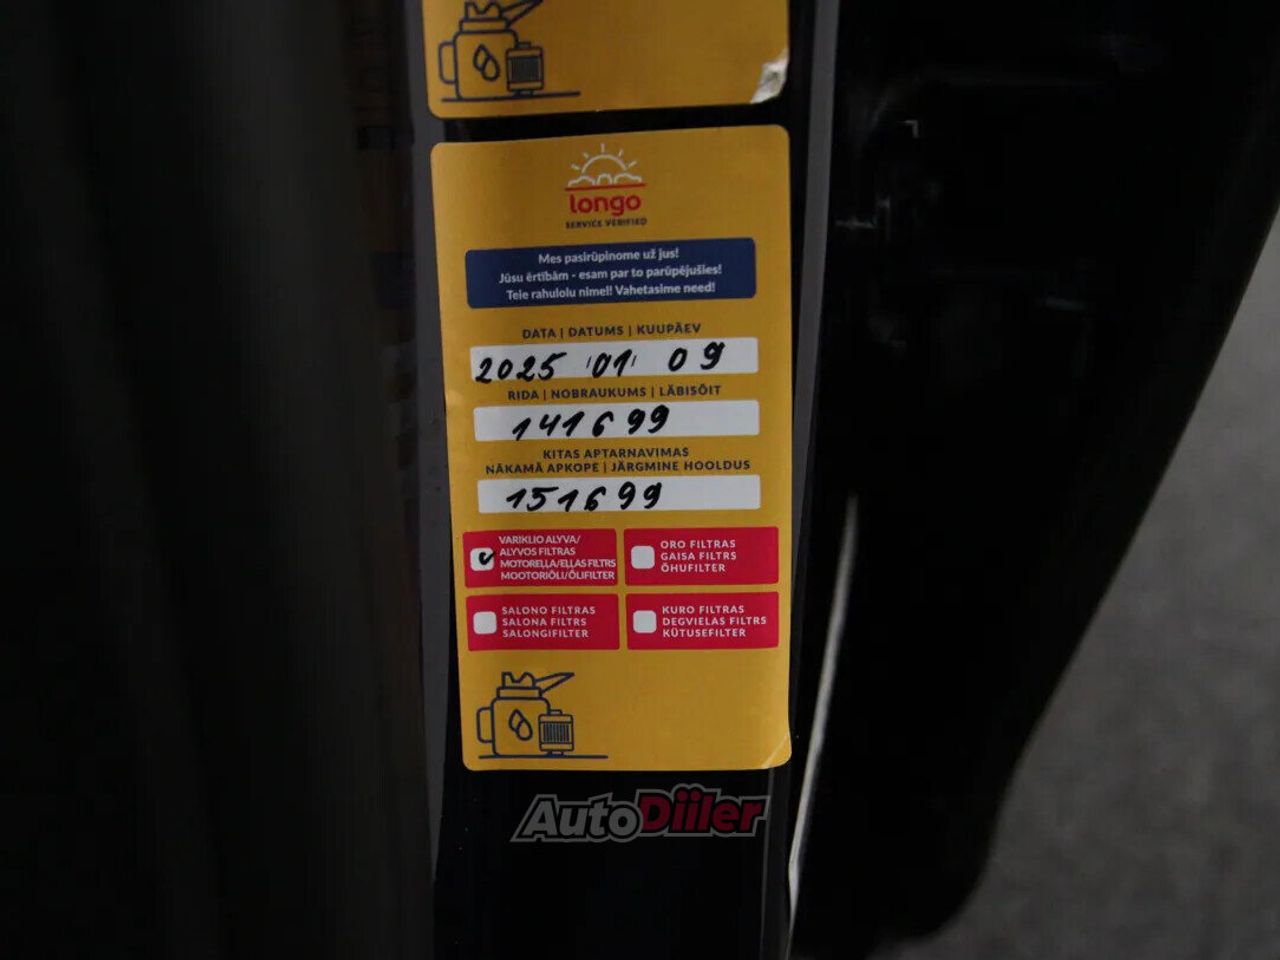 longo
SERVICE VERIFIED
Mes pasirūpinome už jus!
Jūsu ērtībām - esam par to parūpējušies!
Teie rahulolu nimel! Vahetasime need!
DATA | DATUMS | KUUPÄEV
2025 01 09
RIDA | NOBRAUKUMS | LÄBISÕIT
141699
KITAS APTARNAVIMAS
NĀKAMĀ APKOPE | JÄRGMINE HOOLDUS
151699
VARIKLIO ALYVA/
ALYVOS FILTRAS
MOTOREĻĻA/EĻĻAS FILTRS
MOOTORIÕLI/ÕLIFILTER
ORO FILTRAS
GAISA FILTRS
ÕHUFILTER
SALONO FILTRAS
SALONA FILTRS
SALONGIFILTER
KURO FILTRAS
DEGVIELAS FILTRS
KÜTUSEFILTER
AutoDiiler